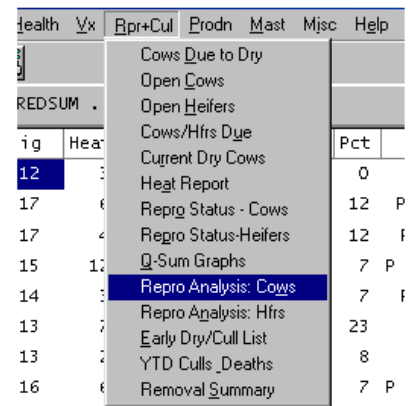 Health Vx Rpr+Cul Prodn Mast Misc Help
Cows Due to Dry
REDSUM .
Open Cows
Open Heifers
ig Hea Cows/Hfrs Due Pct
12 Current Dry Cows 0
Heat Report
17 Repro Status - Cows 12 P
17 Repro Status-Heifers 12
15 12 Q-Sum Graphs 7 P
14 Repro Analysis: Cows 7
Repro Analysis: Hfrs
13 Early Dry/Cull List 23
13 YTD Culls_Deaths 8
16 Removal Summary 7 P